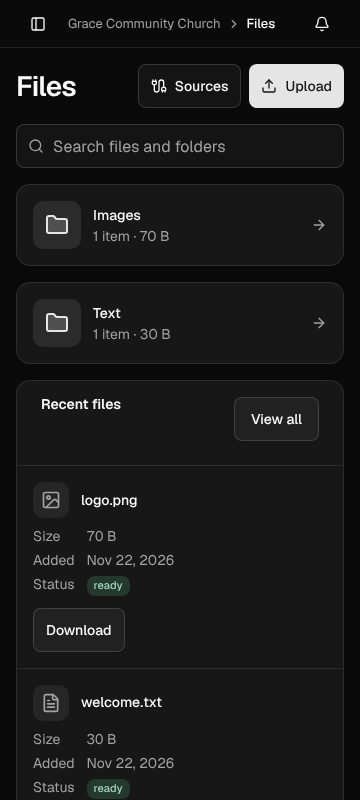 Grace Community Church > Files
Files
Sources
Upload
Search files and folders
Images
1 item · 70 B
Text
1 item · 30 B
Recent files
View all
logo.png
Size 70 B
Added Nov 22, 2026
Status ready
Download
welcome.txt
Size 30 B
Added Nov 22, 2026
Status ready